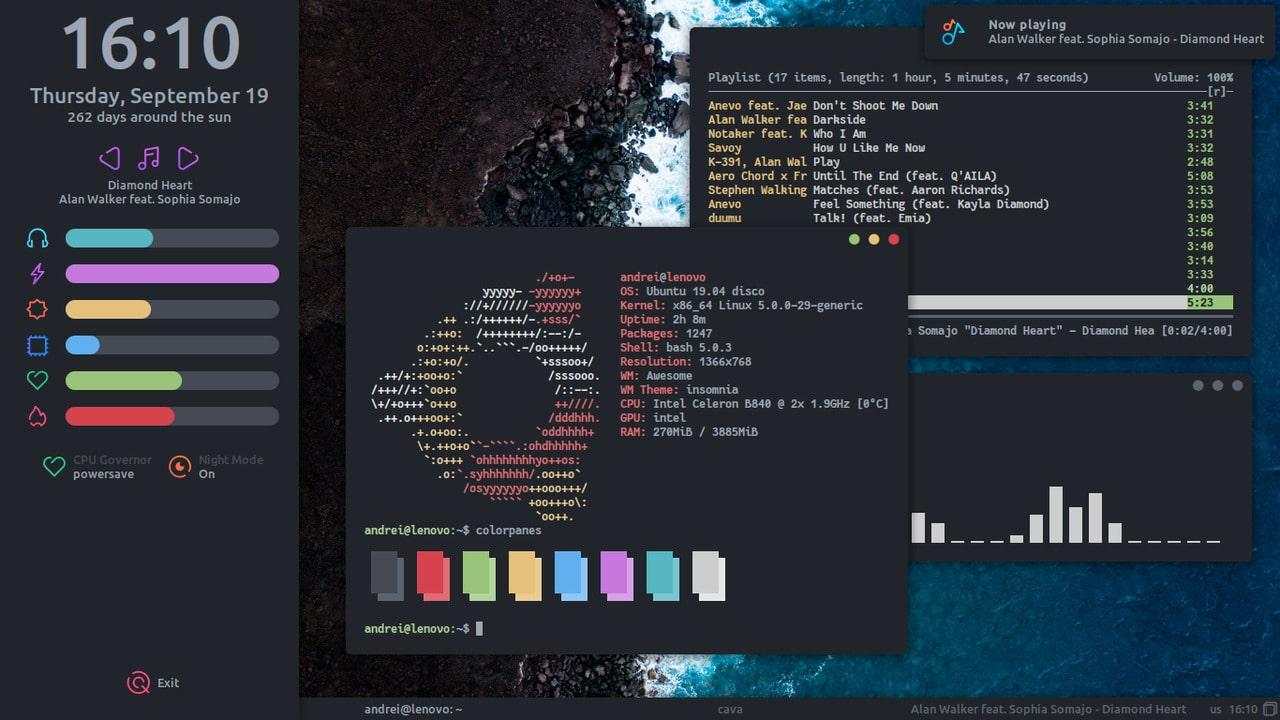 16:10
Thursday, September 19
262 days around the sun
Diamond Heart
Alan Walker feat. Sophia Somajo
CPU Governor
powersave
Night Mode
On
Exit
Now playing
Alan Walker feat. Sophia Somajo - Diamond Heart
Playlist (17 items, length: 1 hour, 5 minutes, 47 seconds) Volume: 100%
[r]
Anevo feat. Jae Don't Shoot Me Down 3:41
Alan Walker fea Darkside 3:32
Notaker feat. K Who I Am 3:31
Savoy How U Like Me Now 3:32
K-391, Alan Wal Play 2:48
Aero Chord x Fr Until The End (feat. Q'AILA) 5:08
Stephen Walking Matches (feat. Aaron Richards) 3:53
Anevo Feel Something (feat. Kayla Diamond) 3:53
duumu Talk! (feat. Emia) 3:09
3:56
3:40
3:14
3:33
4:00
5:23
a Somajo "Diamond Heart" - Diamond Hea [0:02/4:00]
andrei@lenovo
OS: Ubuntu 19.04 disco
Kernel: x86_64 Linux 5.0.0-29-generic
Uptime: 2h 8m
Packages: 1247
Shell: bash 5.0.3
Resolution: 1366x768
WM: Awesome
WM Theme: insomnia
CPU: Intel Celeron B840 @ 2x 1.9GHz [0°C]
GPU: intel
RAM: 270MiB / 3885MiB
andrei@lenovo:~$ colorpanes
andrei@lenovo:~$
andrei@lenovo: ~
cava
Alan Walker feat. Sophia Somajo - Diamond Heart
us 16:10